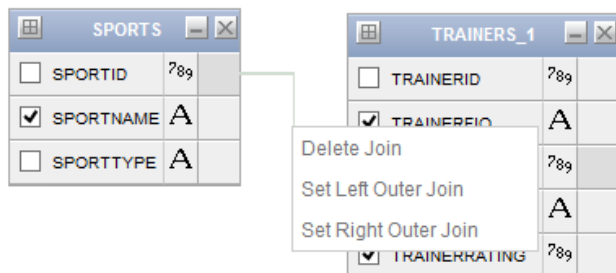 SPORTS
SPORTID 789
SPORTNAME A
SPORTTYPE A
TRAINERS_1
TRAINERID 789
TRAINERFIO A
789
A
TRAINERRATING 789
Delete Join
Set Left Outer Join
Set Right Outer Join